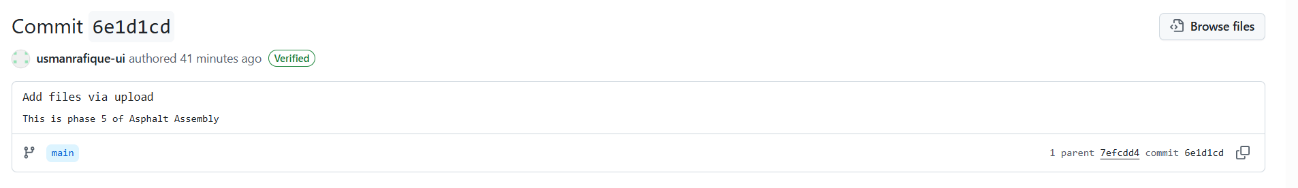 Commit 6e1d1cd
Browse files
usmanrafique-ui authored 41 minutes ago Verified
Add files via upload
This is phase 5 of Asphalt Assembly
main
1 parent 7efcdd4 commit 6e1d1cd